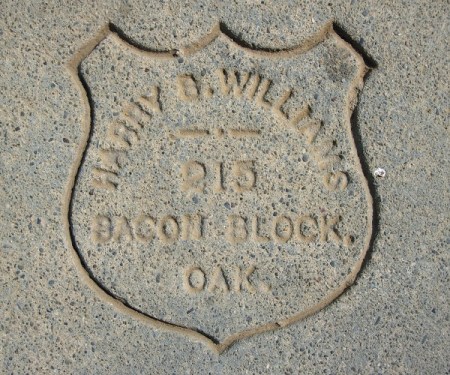 HARRY B. WILLIAMS
215
BACON BLOCK,
OAK.